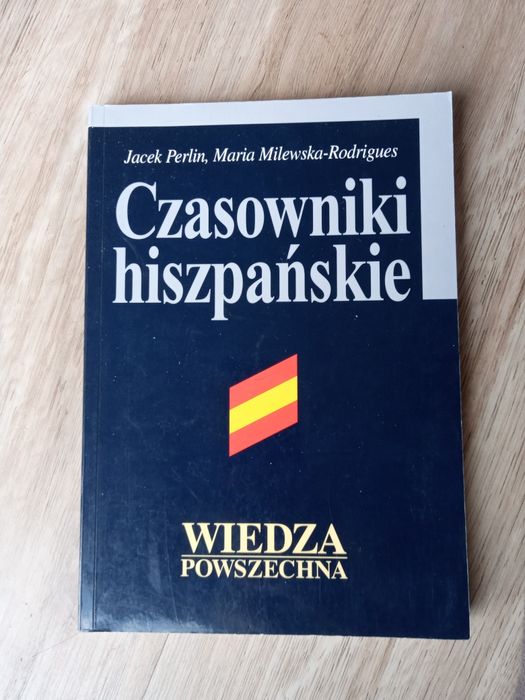 Jacek Perlin, Maria Milewska-Rodrigues
Czasowniki
hiszpańskie
WIEDZA
POWSZECHNA